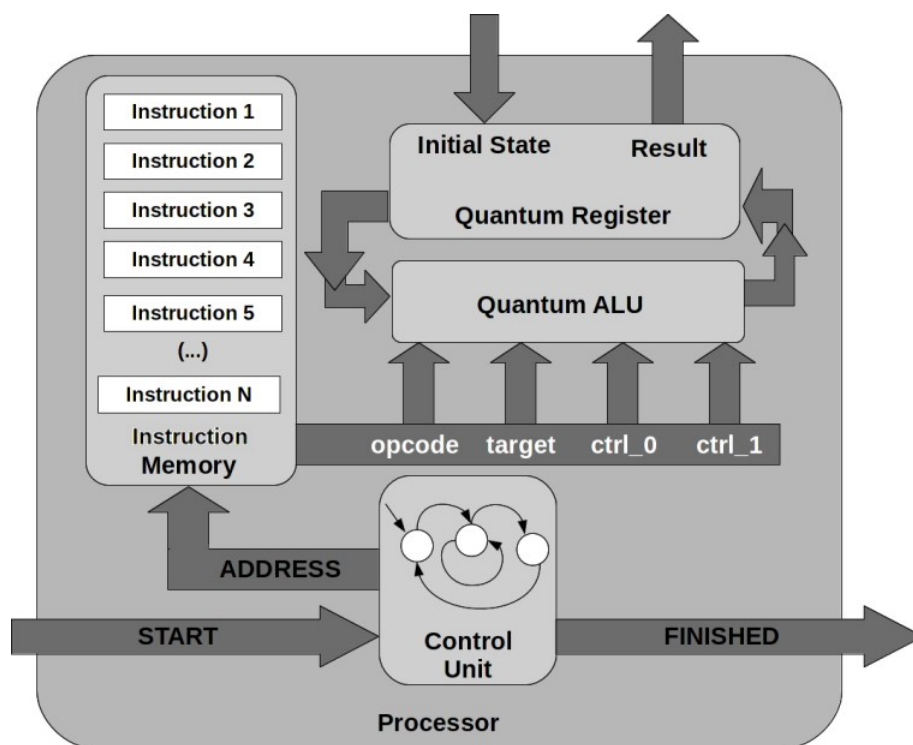 Instruction 1
Instruction 2
Instruction 3
Instruction 4
Instruction 5
(...)
Instruction N
Instruction
Memory
Initial State
Result
Quantum Register
Quantum ALU
opcode target ctrl_0 ctrl_1
ADDRESS
START
Control
Unit
FINISHED
Processor